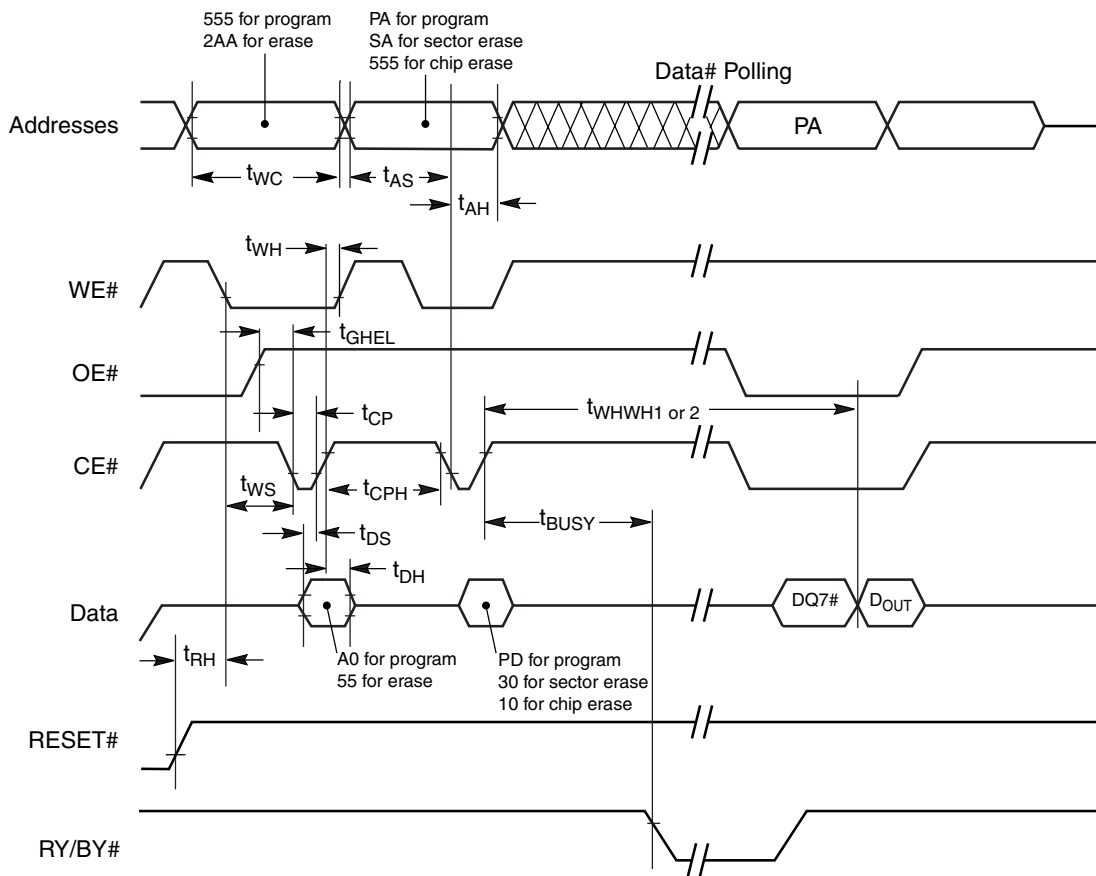 555 for program
2AA for erase
PA for program
SA for sector erase
555 for chip erase
Data# Polling
Addresses
PA
tWC
tAS
tAH
tWH
WE#
tGHEL
OE#
tWHWH1 or 2
tCP
CE#
tWS
tCPH
tBUSY
tDS
tDH
Data
DQ7#
DOUT
tRH
A0 for program
55 for erase
PD for program
30 for sector erase
10 for chip erase
RESET#
RY/BY#